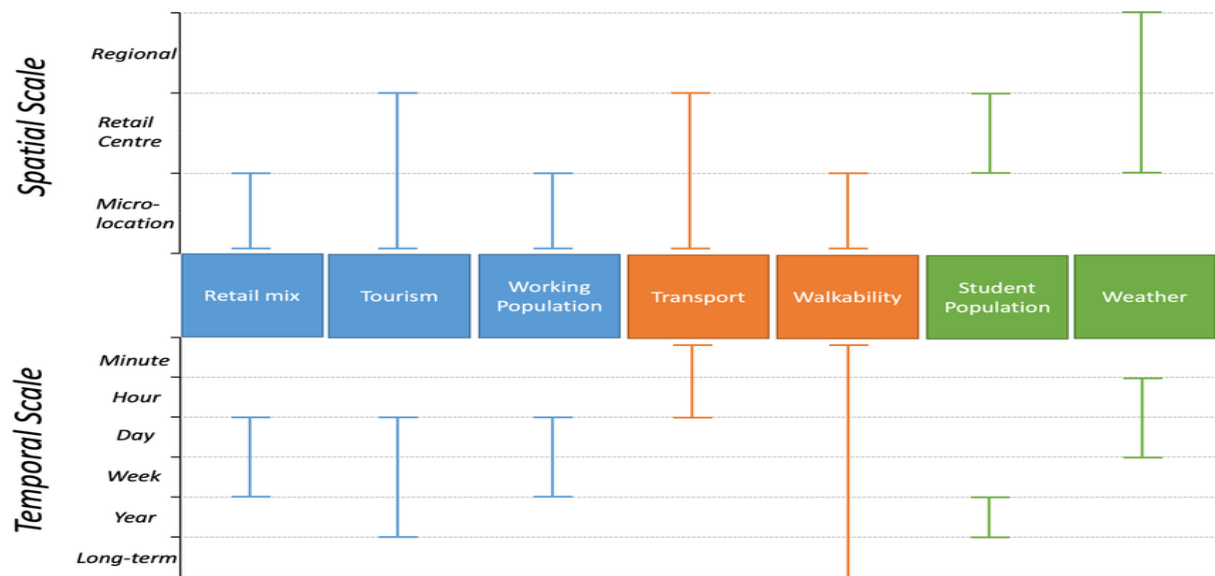 Spatial Scale
Regional
Retail
Centre
Micro-
location
Retail mix
Tourism
Working
Population
Transport
Walkability
Student
Population
Weather
Temporal Scale
Minute
Hour
Day
Week
Year
Long-term